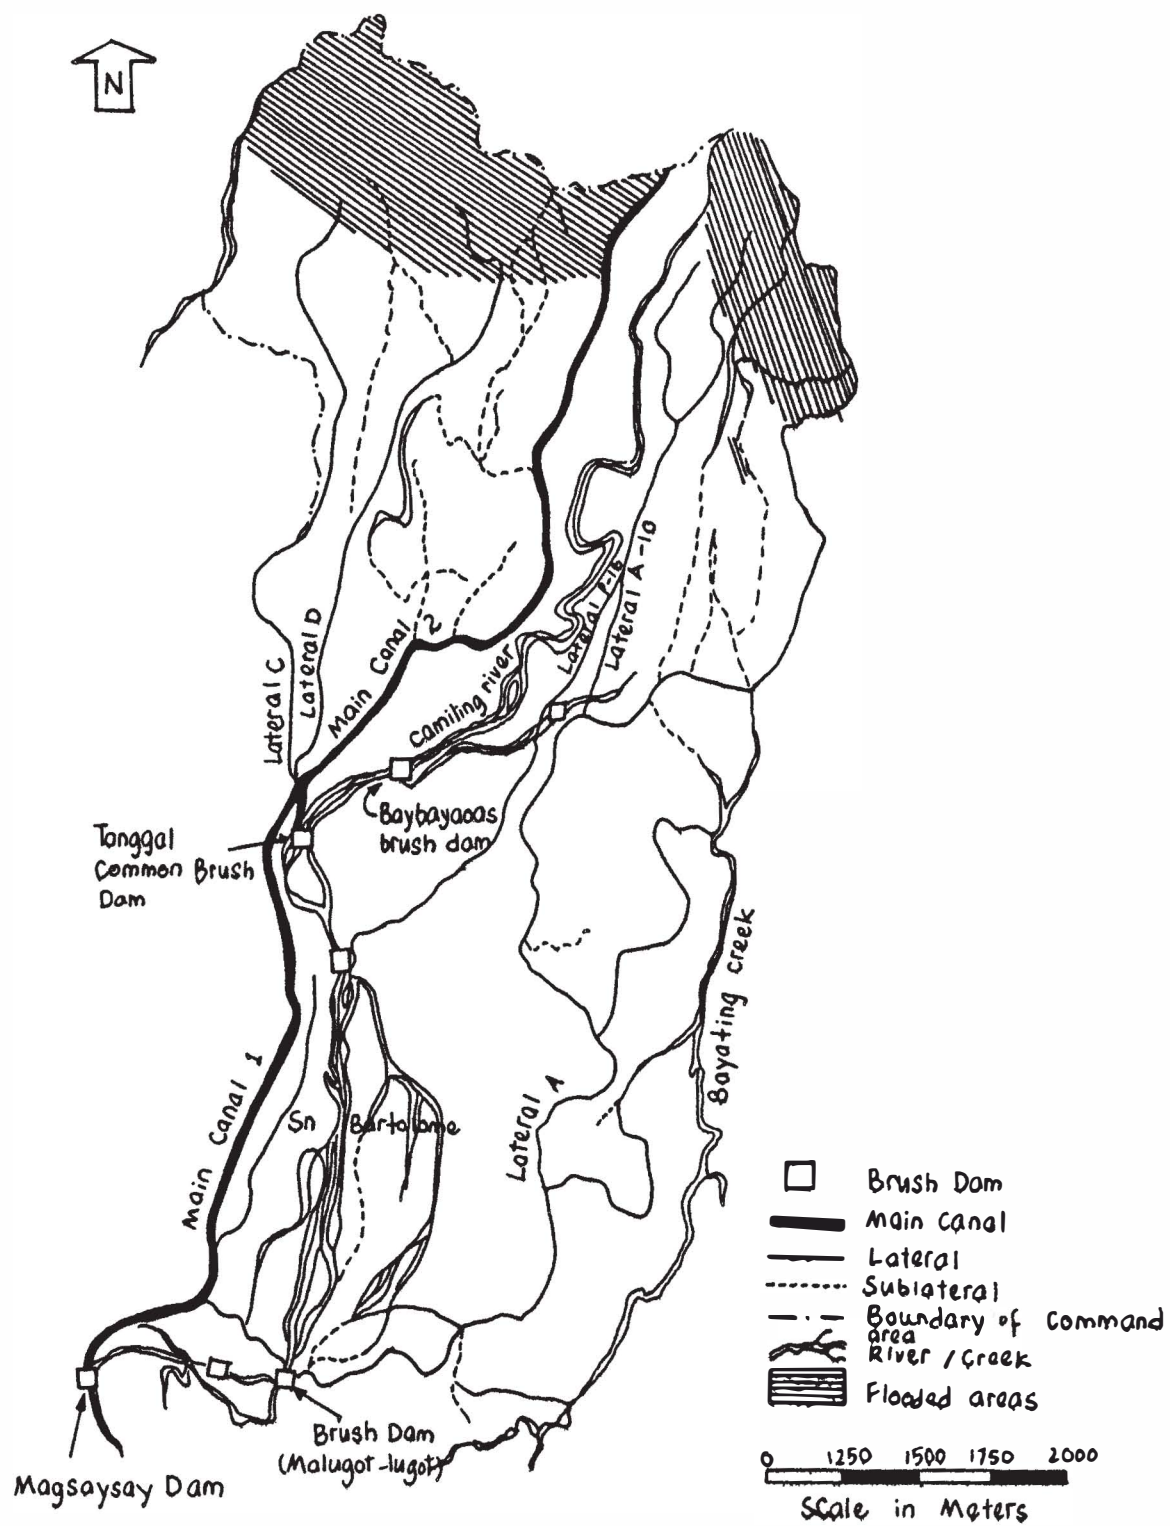 N
Lateral C
Lateral D
Main Canal 2
Camiling river
Lateral A-10
Baybayaoas
brush dam
Tonggal
Common Brush
Dam
Bayating Creek
Main Canal 1
Sn Bartolome
Lateral A
Brush Dam
(Malugot-lugot)
Magsaysay Dam
Brush Dam
Main Canal
Lateral
Sublateral
Boundary of Command
area
River / Creek
Flooded areas
0 1250 1500 1750 2000
Scale in Meters